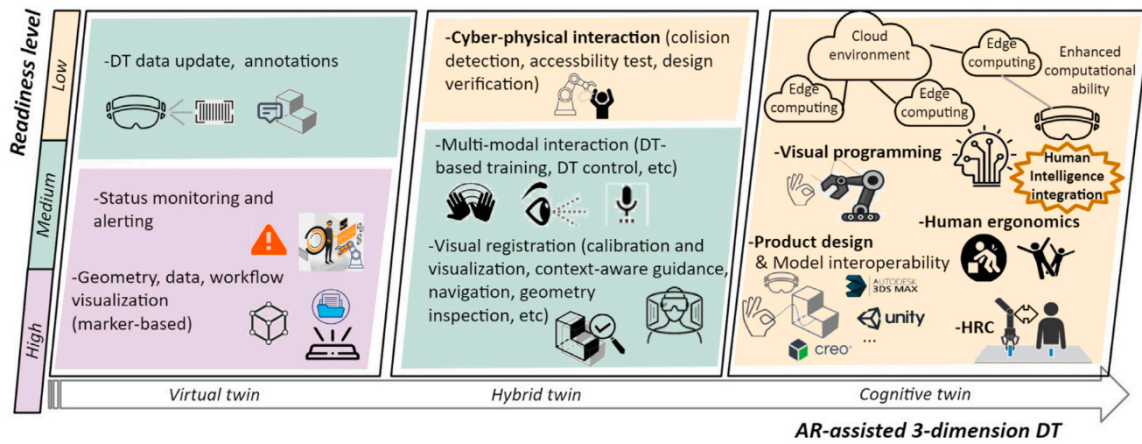 Readiness level
Low
Medium
High
-DT data update, annotations
-Status monitoring and
alerting
-Geometry, data, workflow
visualization
(marker-based)
-Cyber-physical interaction (colision
detection, accessbility test, design
verification)
-Multi-modal interaction (DT-
based training, DT control, etc)
-Visual registration (calibration and
visualization, context-aware guidance,
navigation, geometry
inspection, etc)
Cloud
environment
Edge
computing
Edge
computing
Edge
computing
Enhanced
computational
ability
-Visual programming
Human
Intelligence
integration
-Human ergonomics
-Product design
& Model interoperability
AUTODESK
3DS MAX
unity
...
creo
-HRC
Virtual twin
Hybrid twin
Cognitive twin
AR-assisted 3-dimension DT